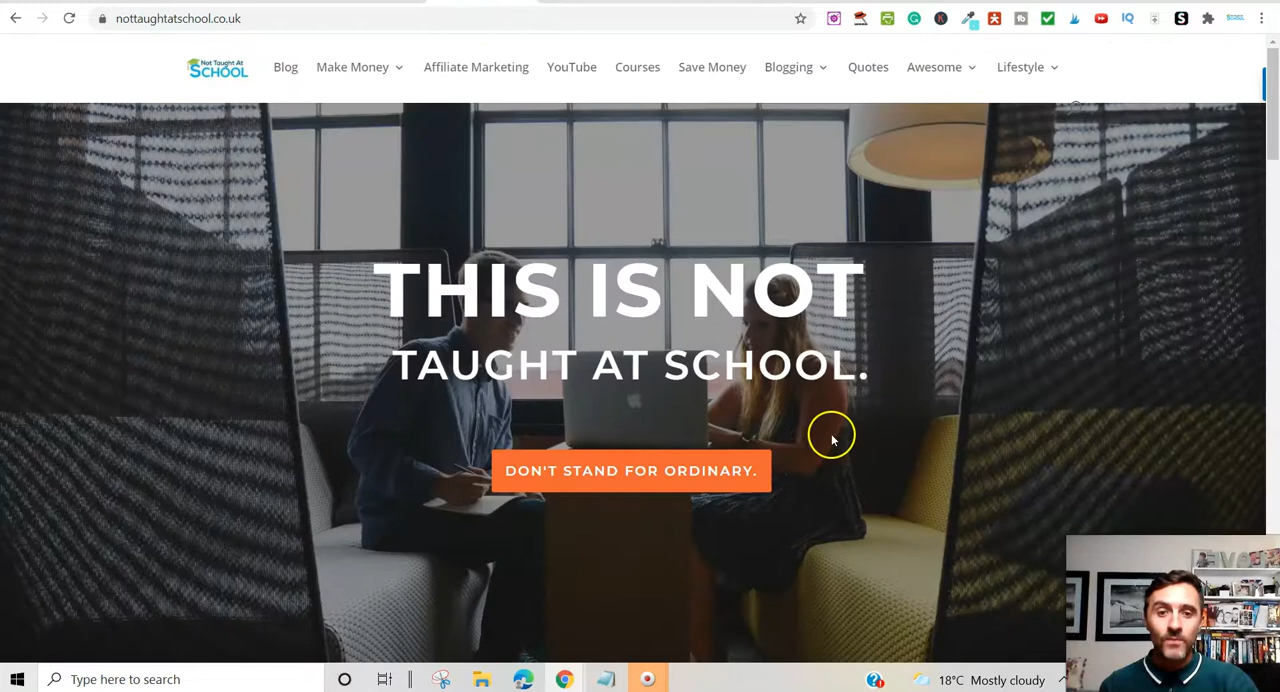 nottaughtatschool.co.uk
Not Taught At
SCHOOL
Blog
Make Money
Affiliate Marketing
YouTube
Courses
Save Money
Blogging
Quotes
Awesome
Lifestyle
THIS IS NOT
TAUGHT AT SCHOOL.
DON'T STAND FOR ORDINARY.
Type here to search
18°C Mostly cloudy